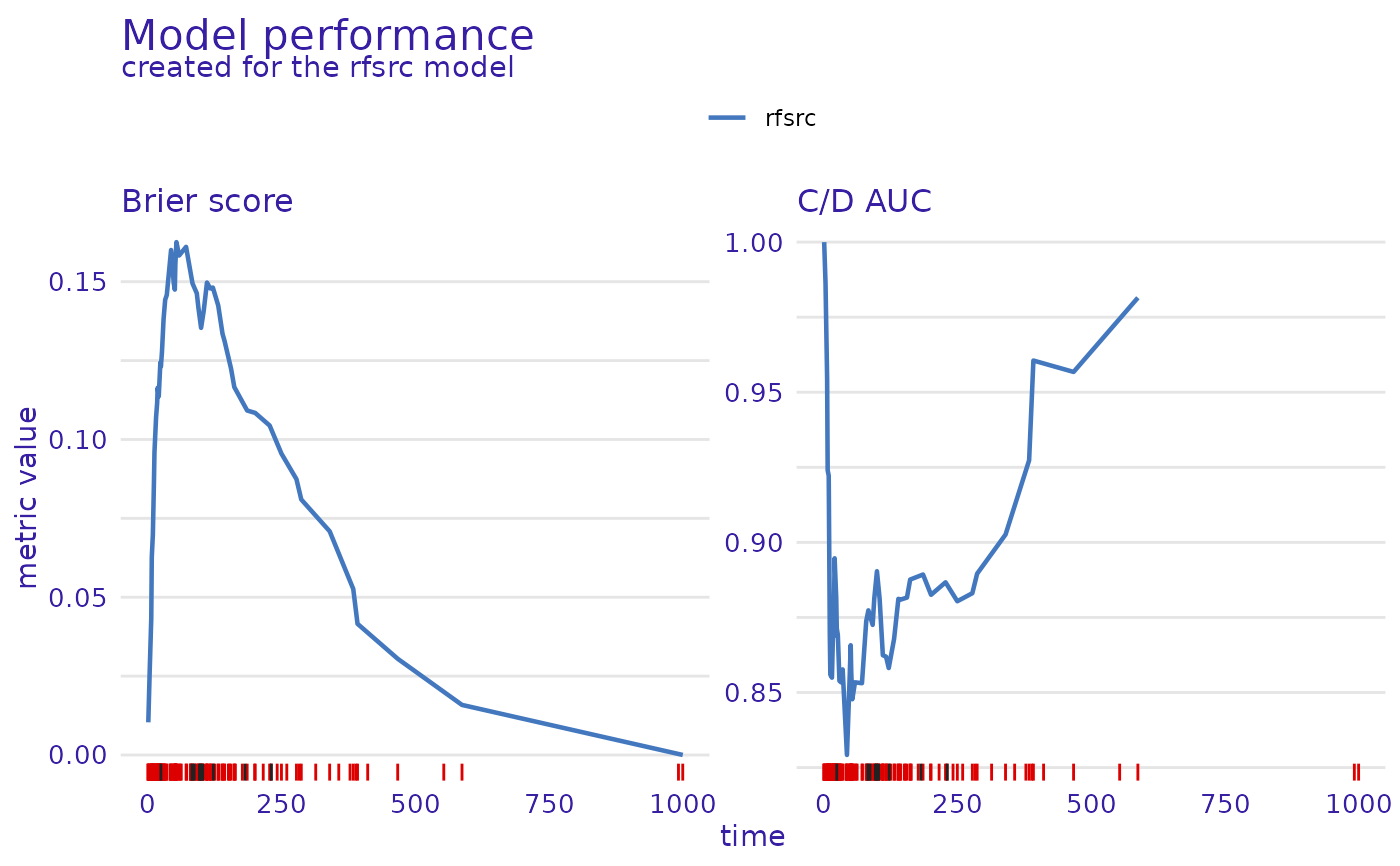 Model performance
created for the rfsrc model
rfsrc
Brier score
C/D AUC
metric value
0.15
0.10
0.05
0.00
0 250 500 750 1000
1.00
0.95
0.90
0.85
0 250 500 750 1000
time